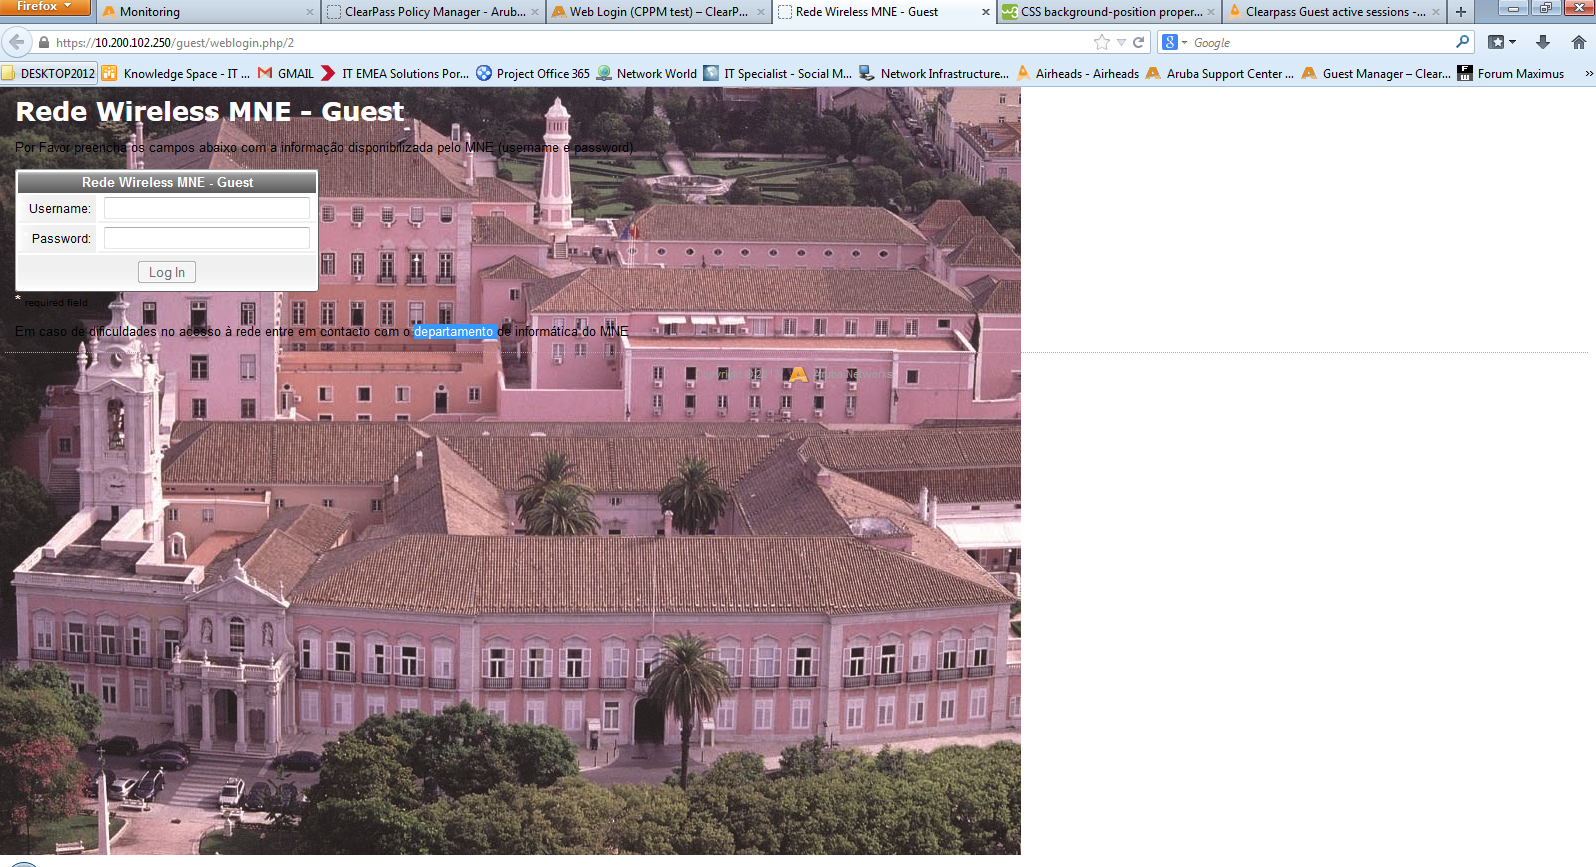 Firefox
Monitoring
ClearPass Policy Manager - Arub...
Web Login (CPPM test) – ClearP...
Rede Wireless MNE - Guest
CSS background-position proper...
Clearpass Guest active sessions -...
https://10.200.102.250/guest/weblogin.php/2
Google
DESKTOP2012
Knowledge Space - IT ...
GMAIL
IT EMEA Solutions Por...
Project Office 365
Network World
IT Specialist - Social M...
Network Infrastructure...
Airheads - Airheads
Aruba Support Center ...
Guest Manager – Clear...
Forum Maximus
Rede Wireless MNE - Guest
Por Favor preencha os campos abaixo com a informação disponibilizada pelo MNE (username e password).
Rede Wireless MNE - Guest
Username:
Password:
Log In
* required field
Em caso de dificuldades no acesso à rede entre em contacto com o departamento de informática do MNE
Copyright © Aruba Networks